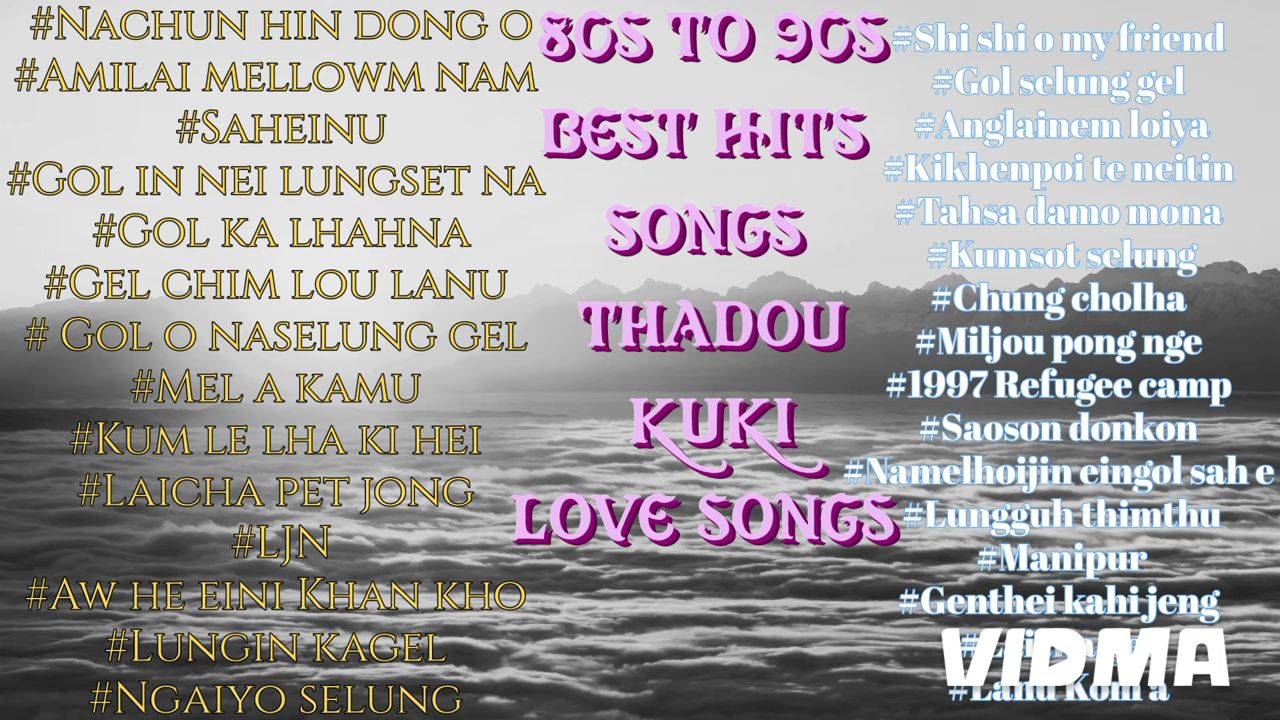 #Nachun hin dong o
#Amilai mellowm nam
#Saheinu
#Gol in nei lungset na
#Gol ka lhahna
#Gel chim lou lanu
# Gol o naselung gel
#Mel a kamu
#Kum le lha ki hei
#Laicha pet jong
#LJN
#Aw he eini Khan kho
#Lungin kagel
#Ngaiyo selung
80s to 90s
Best Hits
Songs
Thadou
Kuki
Love Songs
#Shi shi o my friend
#Gol selung gel
#Anglainem loiya
#Kikhenpoi te neitin
#Tahsa damo mona
#Kumsot selung
#Chung cholha
#Miljou pong nge
#1997 Refugee camp
#Saoson donkon
#Namelhoijin eingol sah e
#Lungguh thimthu
#Manipur
#Genthei kahi jeng
#Lanu Kom a
VIDMA